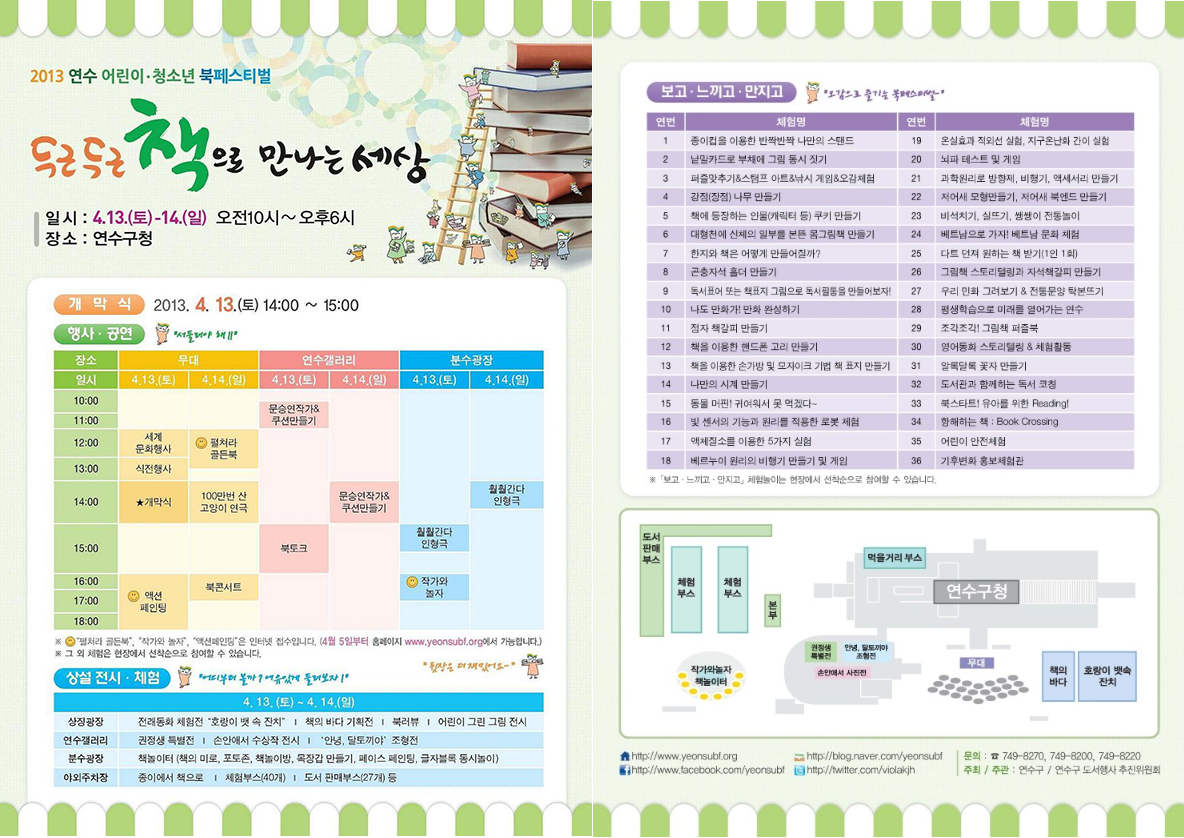 2013 연수 어린이·청소년 북페스티벌
두근두근 책으로 만나는 세상
일시 : 4.13.(토)-14.(일) 오전10시~오후6시
장소 : 연수구청
개막식 2013. 4. 13.(토) 14:00 ~ 15:00
행사·공연 "서둘러야 해!!"
장소 무대 연수갤러리 분수광장
일시 4.13.(토) 4.14.(일) 4.13.(토) 4.14.(일) 4.13.(토) 4.14.(일)
10:00
문승연작가&
쿠션만들기
11:00
12:00 세계
문화행사
펼쳐라
골든북
13:00 식전행사
14:00 ★개막식
100만번 산
고양이 연극
문승연작가&
쿠션만들기
훨훨간다
인형극
15:00 북토크
훨훨간다
인형극
16:00
17:00
18:00
액션
페인팅
북콘서트
작가와
놀자
※ "펼쳐라 골든북", "작가와 놀자", "액션페인팅"은 인터넷 접수입니다. (4월 5일부터 홈페이지 www.yeonsubf.org에서 가능합니다.)
※ 그 외 체험은 현장에서 선착순으로 참여할 수 있습니다.
"뒷장은 더 재밌어요~"
상설 전시·체험 "어디부터 볼까? 여유있게 둘러보자!"
4. 13. (토) ~ 4. 14.(일)
상징광장 전래동화 체험전 "호랑이 뱃 속 잔치" I 책의 바다 기획전 I 북러뷰 I 어린이 그린 그림 전시
연수갤러리 권정생 특별전 I 손안애서 수상작 전시 I '안녕, 달토끼야' 조형전
분수광장 책놀이터 (책의 미로, 포토존, 책놀이방, 목장갑 만들기, 페이스 페인팅, 글자블록 동시놀이)
야외주차장 종이에서 책으로 I 체험부스(40개) I 도서 판매부스(27개) 등
보고·느끼고·만지고 "오감으로 즐기는 북페스티벌~"
연번 체험명 연번 체험명
1 종이컵을 이용한 반짝반짝 나만의 스탠드 19 온실효과 적외선 실험, 지구온난화 간이 실험
2 낱말카드로 부채에 그림 동시 짓기 20 뇌파 테스트 및 게임
3 퍼즐맞추기&스탬프 아트&낚시 게임&오감체험 21 과학원리로 방향제, 비행기, 액세서리 만들기
4 강점(장점) 나무 만들기 22 저어새 모형만들기, 저어새 북엔드 만들기
5 책에 등장하는 인물(캐릭터 등) 쿠키 만들기 23 비석치기, 실뜨기, 쌩쌩이 전통놀이
6 대형천에 신체의 일부를 본뜬 몸그림책 만들기 24 베트남으로 가자! 베트남 문화 체험
7 한지와 책은 어떻게 만들어질까? 25 다트 던져 원하는 책 받기(1인 1회)
8 곤충자석 홀더 만들기 26 그림책 스토리텔링과 자석책갈피 만들기
9 독서표어 또는 책표지 그림으로 독서필통을 만들어보자! 27 우리 민화 그려보기 & 전통문양 탁본뜨기
10 나도 만화가! 만화 완성하기 28 평생학습으로 미래를 열어가는 연수
11 점자 책갈피 만들기 29 조각조각! 그림책 퍼즐북
12 책을 이용한 핸드폰 고리 만들기 30 영어동화 스토리텔링 & 체험활동
13 책을 이용한 손가방 및 모자이크 기법 책 표지 만들기 31 알록달록 꽃자 만들기
14 나만의 시계 만들기 32 도서관과 함께하는 독서 코칭
15 동물 머핀! 귀여워서 못 먹겠다~ 33 북스타트! 유아를 위한 Reading!
16 빛 센서의 기능과 원리를 적용한 로봇 체험 34 항해하는 책 : Book Crossing
17 액체질소를 이용한 5가지 실험 35 어린이 안전체험
18 베르누이 원리의 비행기 만들기 및 게임 36 기후변화 홍보체험관
※「보고·느끼고·만지고」체험놀이는 현장에서 선착순으로 참여할 수 있습니다.
도서
판매
부스
체험
부스
체험
부스
본
부
먹을거리 부스
연수구청
권정생
특별전
안녕, 달토끼야
조형전
손안애서 사진전
무대
작가와놀자
책놀이터
책의
바다
호랑이 뱃속
잔치
http://www.yeonsubf.org http://blog.naver.com/yeonsubf 문의 : ☎ 749-8270, 749-8200, 749-8220
http://www.facebook.com/yeonsubf http://twitter.com/violakjh 주최 / 주관 : 연수구 / 연수구 도서행사 추진위원회